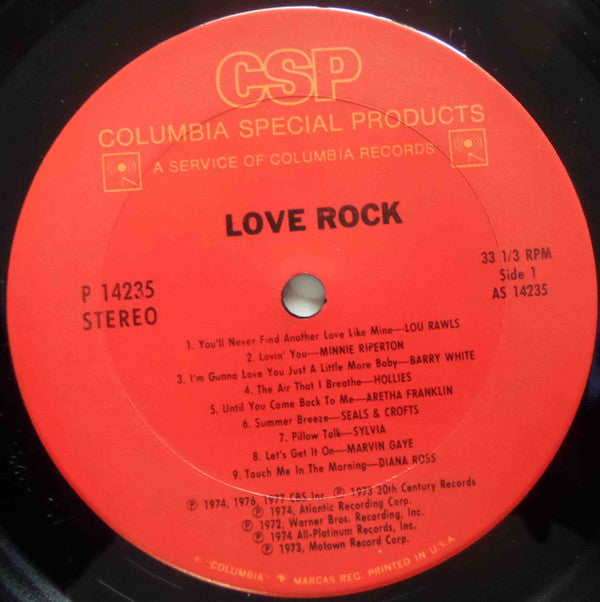 CSP
COLUMBIA SPECIAL PRODUCTS
A SERVICE OF COLUMBIA RECORDS
LOVE ROCK
P 14235
STEREO
33 1/3 RPM
Side 1
AS 14235
1. You'll Never Find Another Love Like Mine—LOU RAWLS
2. Lovin' You—MINNIE RIPERTON
3. I'm Gunna Love You Just A Little More Baby—BARRY WHITE
4. The Air That I Breathe—HOLLIES
5. Until You Come Back To Me—ARETHA FRANKLIN
6. Summer Breeze—SEALS & CROFTS
7. Pillow Talk—SYLVIA
8. Let's Get It On—MARVIN GAYE
9. Touch Me In The Morning—DIANA ROSS
℗ 1974, 1976, 1977 CBS Inc. ℗ 1973 20th Century Records
℗ 1974, Atlantic Recording Corp.
℗ 1972, Warner Bros. Recording, Inc.
℗ 1974 All-Platinum Records, Inc.
℗ 1973, Motown Record Corp.
"COLUMBIA" MARCAS REG. PRINTED IN U.S.A.